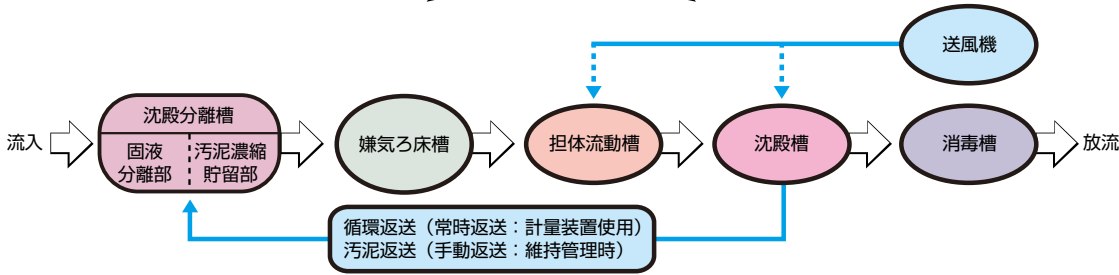 送風機
流入
沈殿分離槽
固液
分離部
汚泥濃縮
貯留部
嫌気ろ床槽
担体流動槽
沈殿槽
消毒槽
放流
循環返送（常時返送：計量装置使用）
汚泥返送（手動返送：維持管理時）